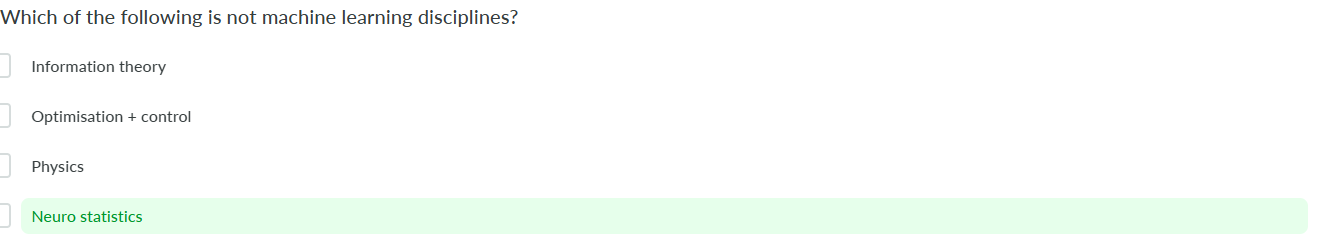 Which of the following is not machine learning disciplines?
Information theory
Optimisation + control
Physics
Neuro statistics